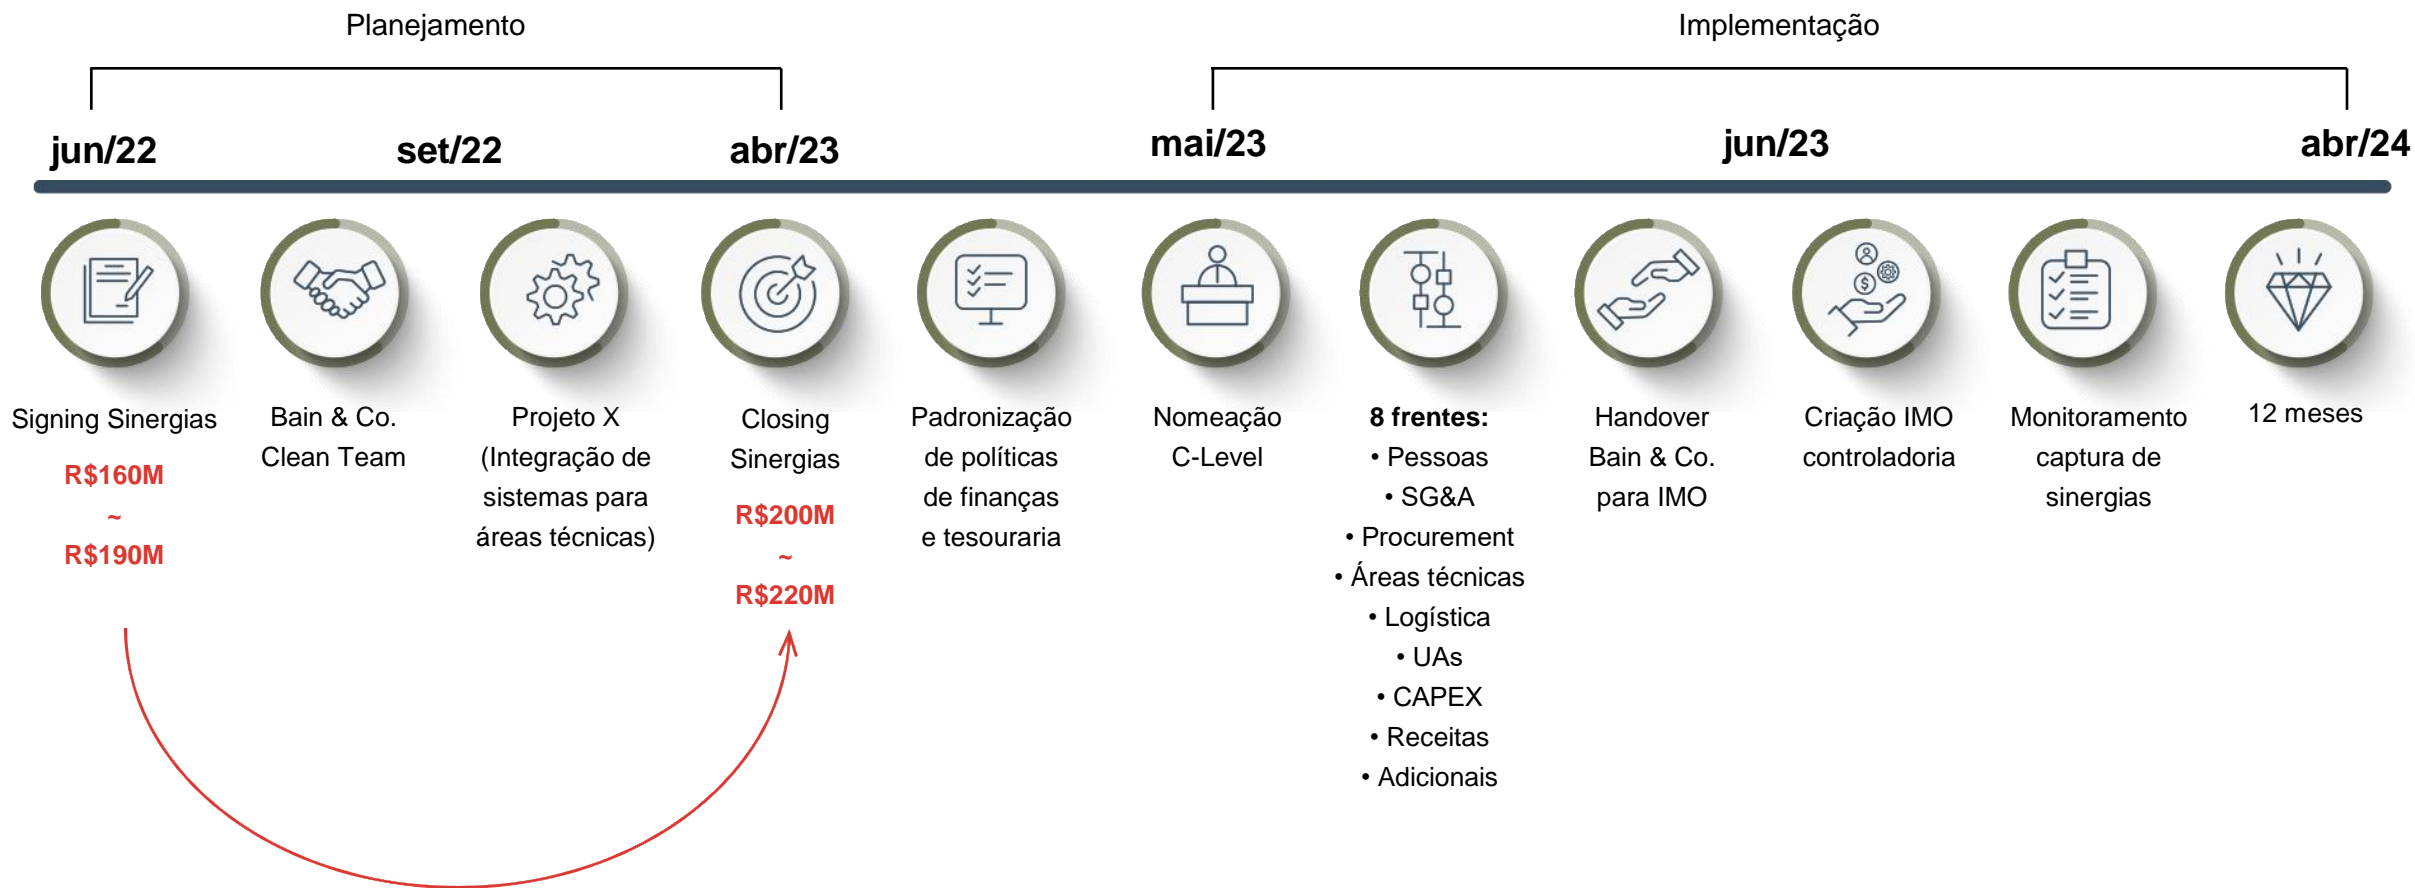 Planejamento
Implementação
jun/22
set/22
abr/23
mai/23
jun/23
abr/24
Signing Sinergias
R$160M
~
R$190M
Bain & Co.
Clean Team
Projeto X
(Integração de
sistemas para
áreas técnicas)
Closing
Sinergias
R$200M
~
R$220M
Padronização
de políticas
de finanças
e tesouraria
Nomeação
C-Level
8 frentes:
• Pessoas
• SG&A
• Procurement
• Áreas técnicas
• Logística
• UAs
• CAPEX
• Receitas
• Adicionais
Handover
Bain & Co.
para IMO
Criação IMO
controladoria
Monitoramento
captura de
sinergias
12 meses